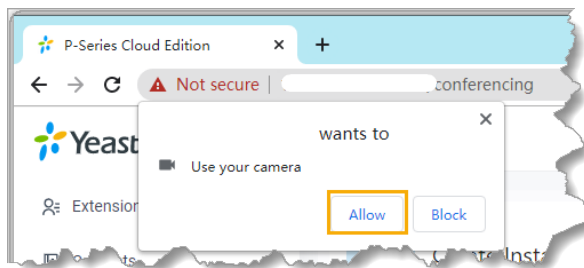 P-Series Cloud Edition
Not secure
conferencing
wants to
Yeast
Use your camera
Extension
Allow
Block